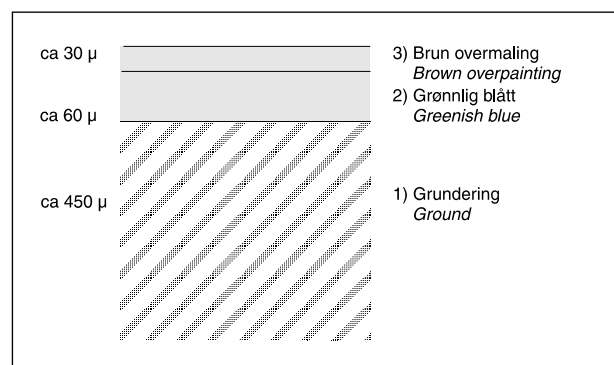 ca 30 μ
3) Brun overmaling
Brown overpainting
2) Grønnlig blått
Greenish blue
ca 60 μ
ca 450 μ
1) Grundering
Ground